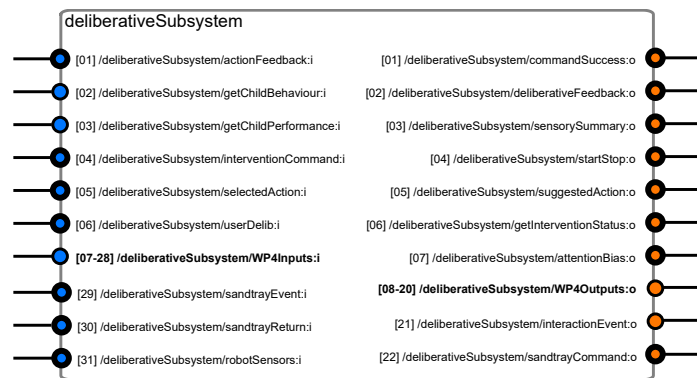 deliberativeSubsystem
[01] /deliberativeSubsystem/actionFeedback:i
[02] /deliberativeSubsystem/getChildBehaviour:i
[03] /deliberativeSubsystem/getChildPerformance:i
[04] /deliberativeSubsystem/interventionCommand:i
[05] /deliberativeSubsystem/selectedAction:i
[06] /deliberativeSubsystem/userDelib:i
[07-28] /deliberativeSubsystem/WP4Inputs:i
[29] /deliberativeSubsystem/sandtrayEvent:i
[30] /deliberativeSubsystem/sandtrayReturn:i
[31] /deliberativeSubsystem/robotSensors:i
[01] /deliberativeSubsystem/commandSuccess:o
[02] /deliberativeSubsystem/deliberativeFeedback:o
[03] /deliberativeSubsystem/sensorySummary:o
[04] /deliberativeSubsystem/startStop:o
[05] /deliberativeSubsystem/suggestedAction:o
[06] /deliberativeSubsystem/getInterventionStatus:o
[07] /deliberativeSubsystem/attentionBias:o
[08-20] /deliberativeSubsystem/WP4Outputs:o
[21] /deliberativeSubsystem/interactionEvent:o
[22] /deliberativeSubsystem/sandtrayCommand:o